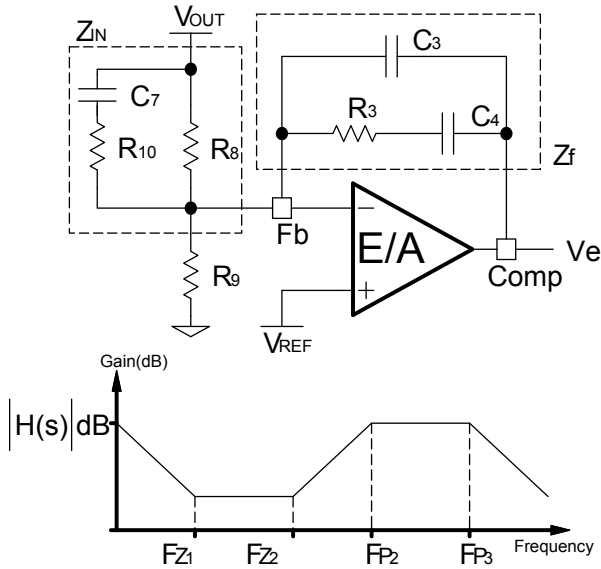 ZIN
VOUT
C3
C7
R3
C4
R10
R8
Zf
Fb
E/A
Ve
R9
Comp
VREF
Gain(dB)
|H(s)|dB
FZ1
FZ2
FP2
FP3
Frequency